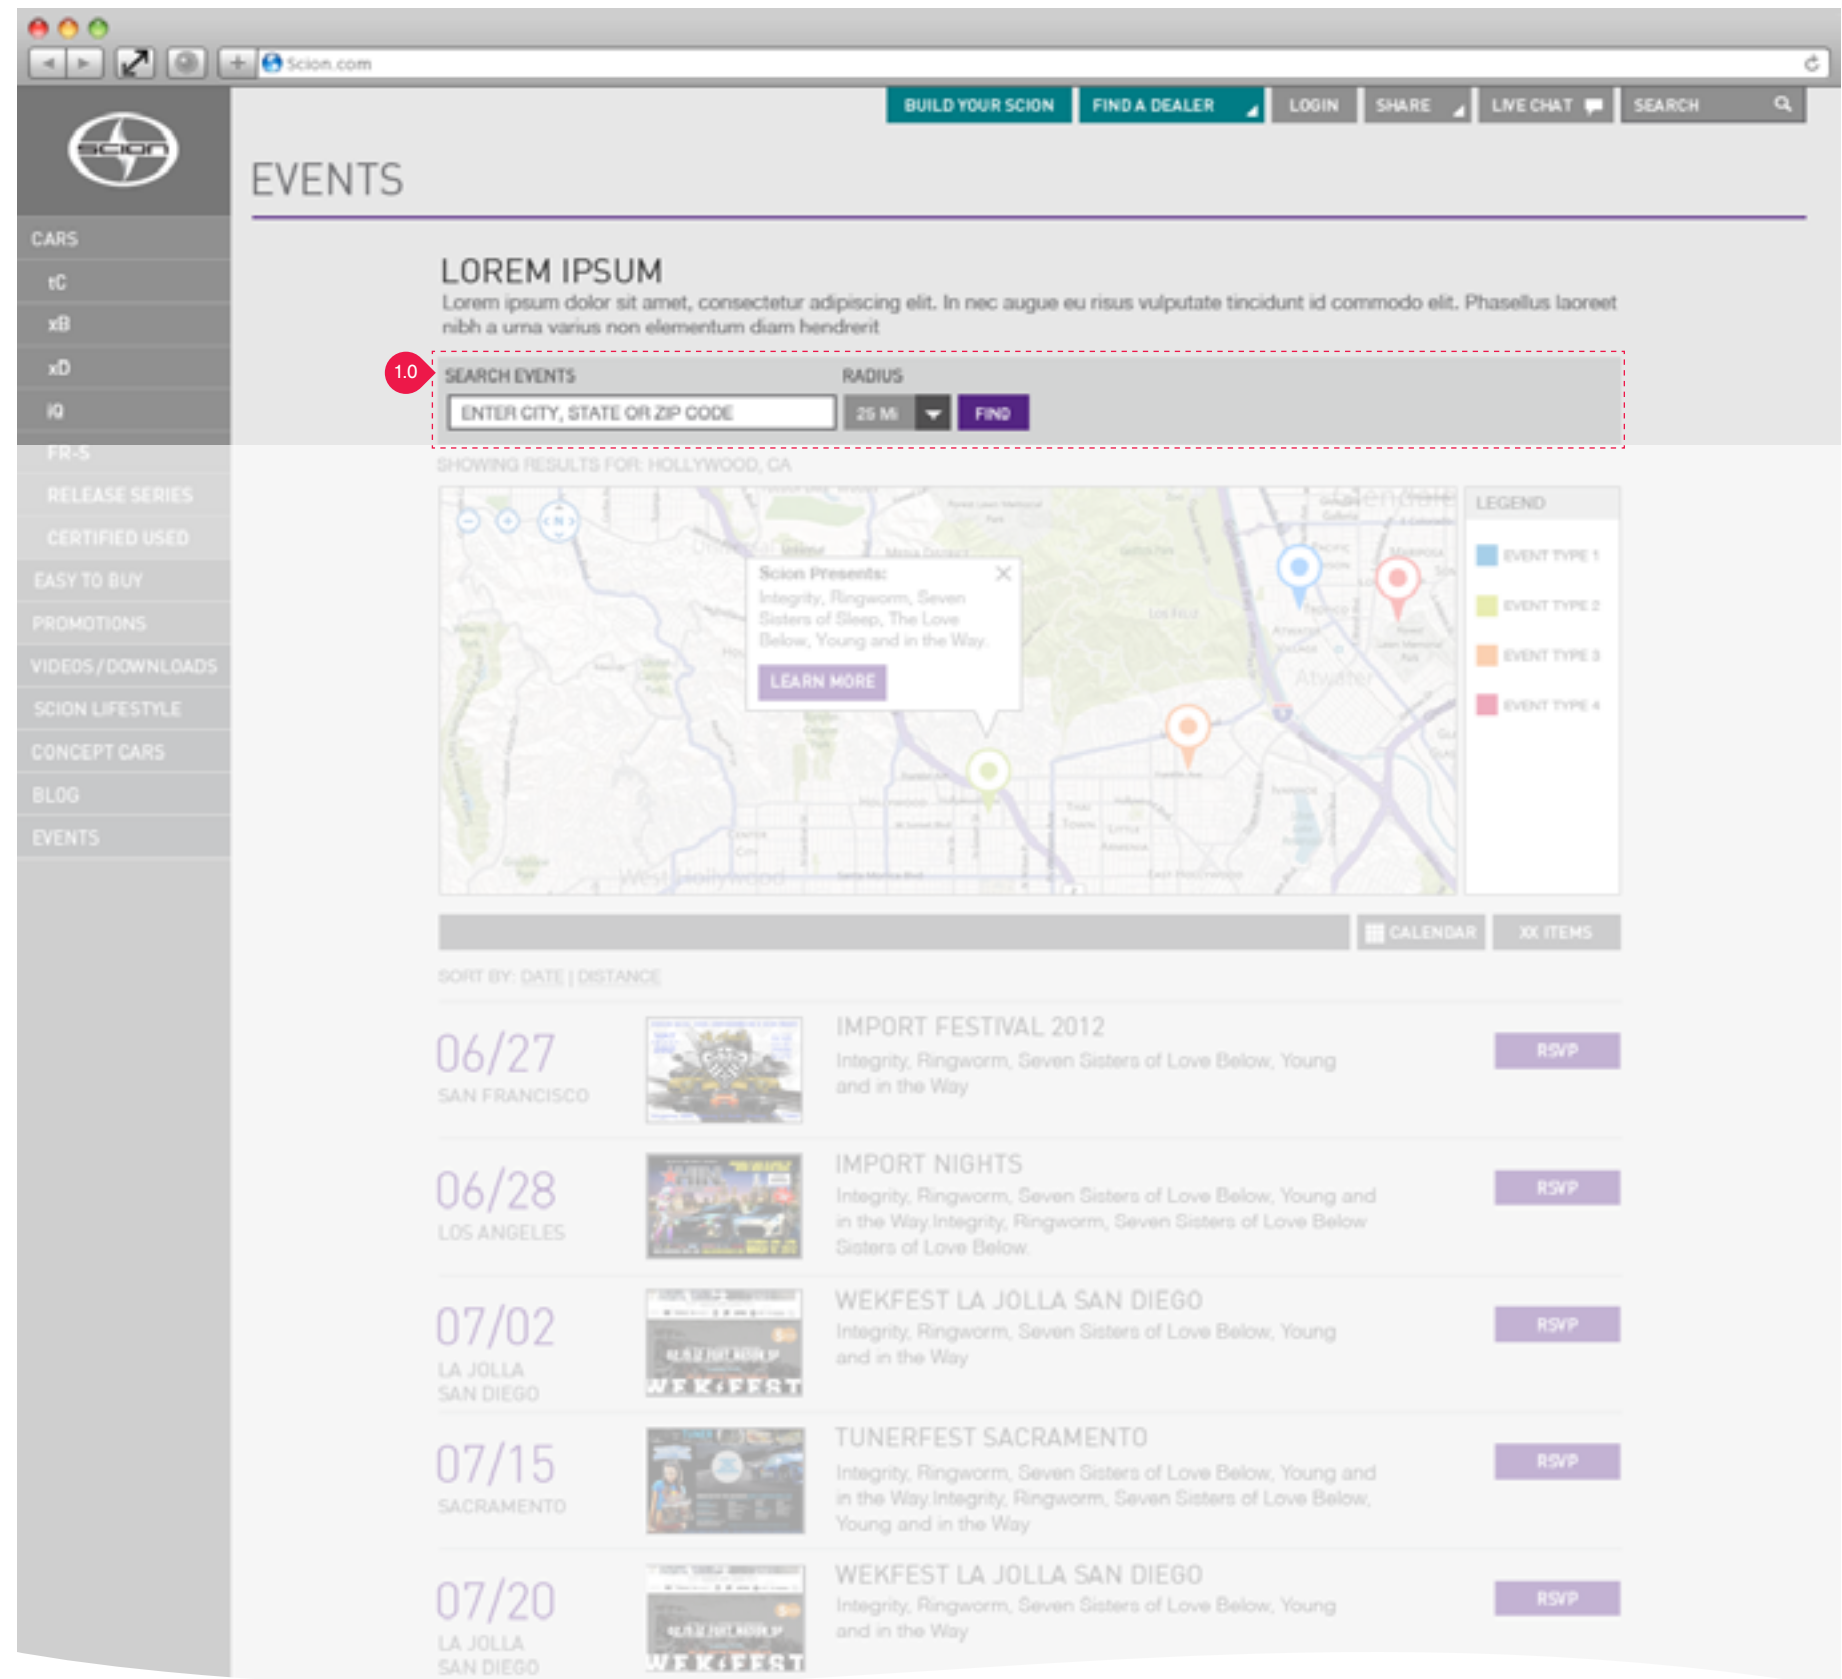 Scion.com
BUILD YOUR SCION
FIND A DEALER
LOGIN
SHARE
LIVE CHAT
SEARCH
SCION
EVENTS
CARS
tC
xB
xD
iQ
FR-S
RELEASE SERIES
CERTIFIED USED
EASY TO BUY
PROMOTIONS
VIDEOS / DOWNLOADS
SCION LIFESTYLE
CONCEPT CARS
BLOG
EVENTS
LOREM IPSUM
Lorem ipsum dolor sit amet, consectetur adipiscing elit. In nec augue eu risus vulputate tincidunt id commodo elit. Phasellus laoreet
nibh a urna varius non elementum diam hendrerit
1.0
SEARCH EVENTS
RADIUS
ENTER CITY, STATE OR ZIP CODE
25 Mi
FIND
SHOWING RESULTS FOR: HOLLYWOOD, CA
Glendale
N
Scion Presents:
Integrity, Ringworm, Seven
Sisters of Sleep, The Love
Below, Young and in the Way.
LEARN MORE
Los Feliz
Atwater
West Hollywood
East Hollywood
LEGEND
EVENT TYPE 1
EVENT TYPE 2
EVENT TYPE 3
EVENT TYPE 4
CALENDAR
XX ITEMS
SORT BY: DATE | DISTANCE
06/27
SAN FRANCISCO
IMPORT FESTIVAL 2012
Integrity, Ringworm, Seven Sisters of Love Below, Young
and in the Way
RSVP
06/28
LOS ANGELES
IMPORT NIGHTS
Integrity, Ringworm, Seven Sisters of Love Below, Young and
in the Way.Integrity, Ringworm, Seven Sisters of Love Below
Sisters of Love Below.
RSVP
07/02
LA JOLLA
SAN DIEGO
WEKFEST
WEKFEST LA JOLLA SAN DIEGO
Integrity, Ringworm, Seven Sisters of Love Below, Young
and in the Way
RSVP
07/15
SACRAMENTO
TUNERFEST SACRAMENTO
Integrity, Ringworm, Seven Sisters of Love Below, Young and
in the Way.Integrity, Ringworm, Seven Sisters of Love Below,
Young and in the Way
RSVP
07/20
LA JOLLA
SAN DIEGO
WEKFEST
WEKFEST LA JOLLA SAN DIEGO
Integrity, Ringworm, Seven Sisters of Love Below, Young
and in the Way
RSVP